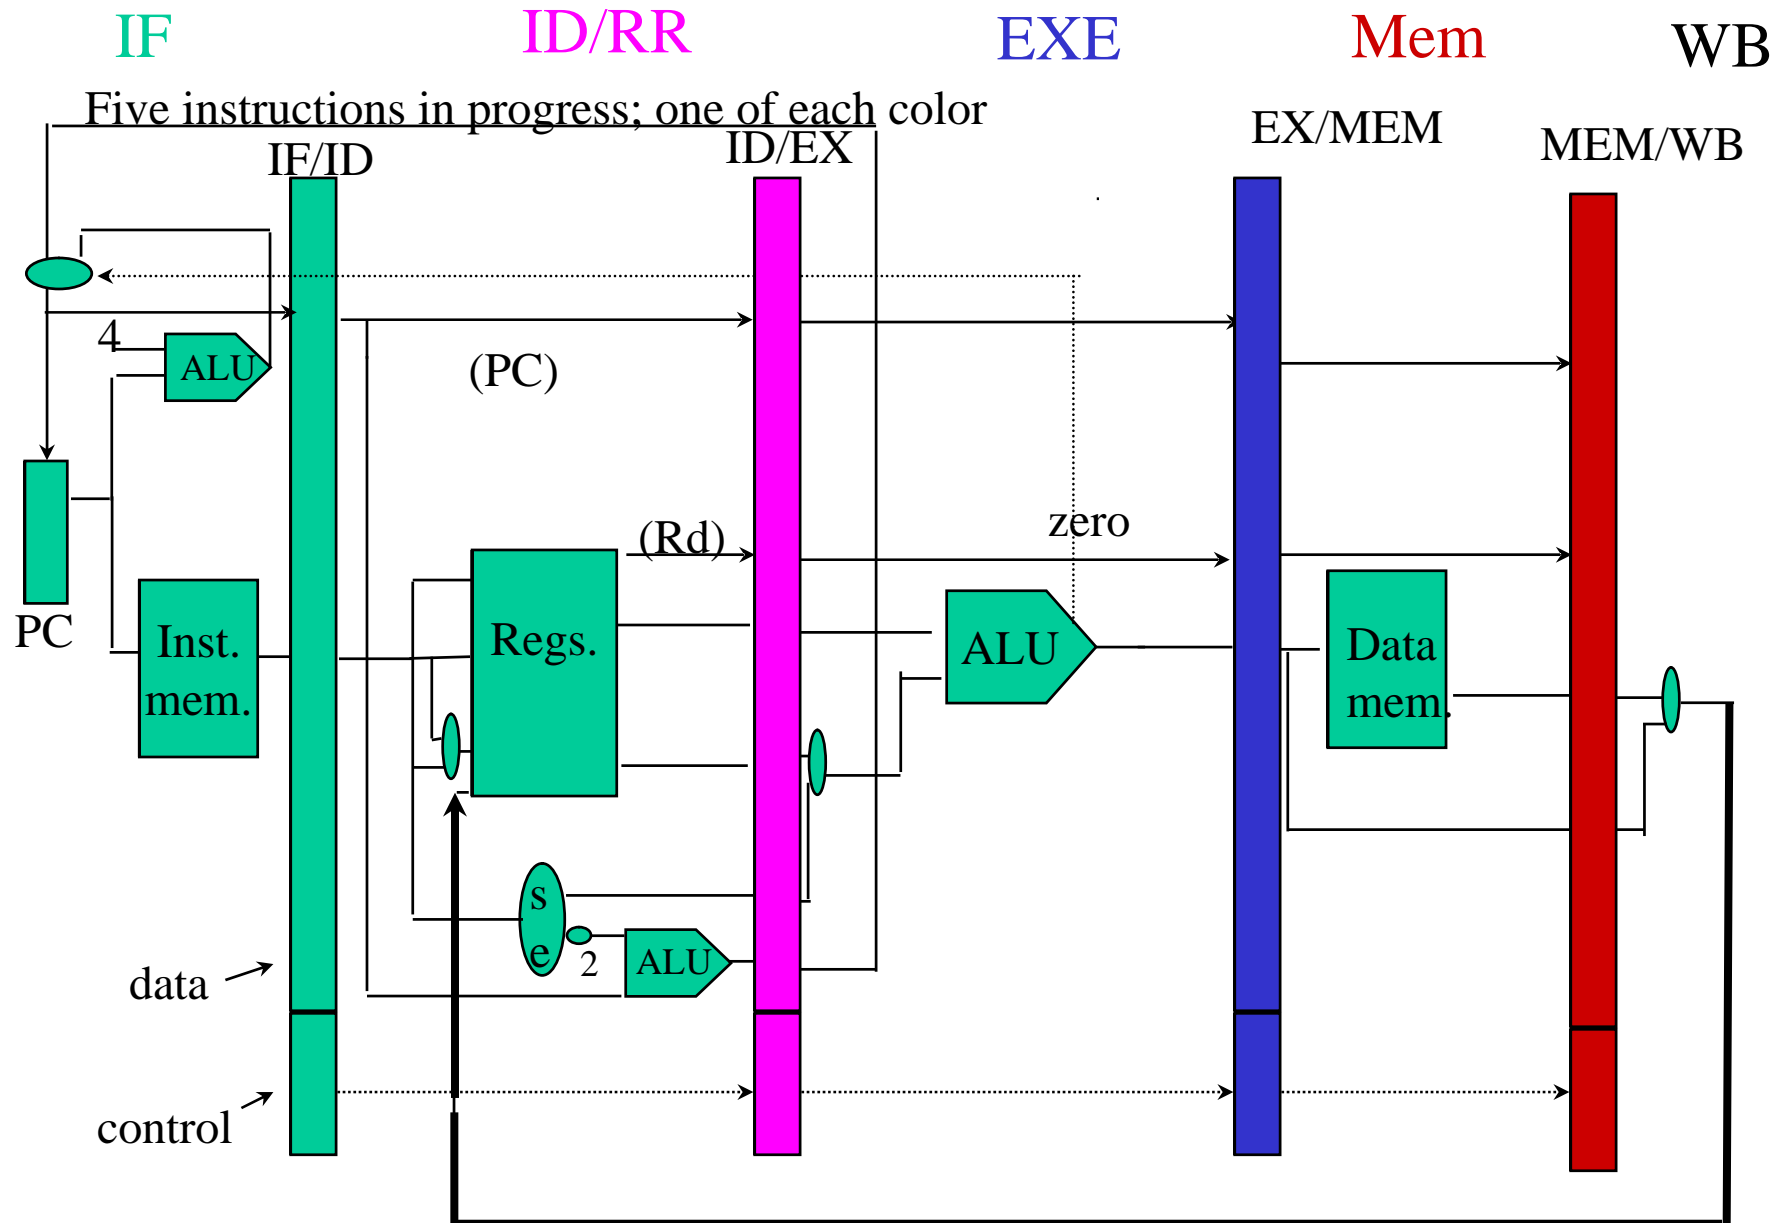 IF ID/RR EXE Mem WB
Five instructions in progress; one of each color
IF/ID ID/EX EX/MEM MEM/WB
4
ALU
(PC)
(Rd)
zero
PC
Inst.
mem.
Regs.
ALU
Data
mem.
s
e
2
ALU
data
control